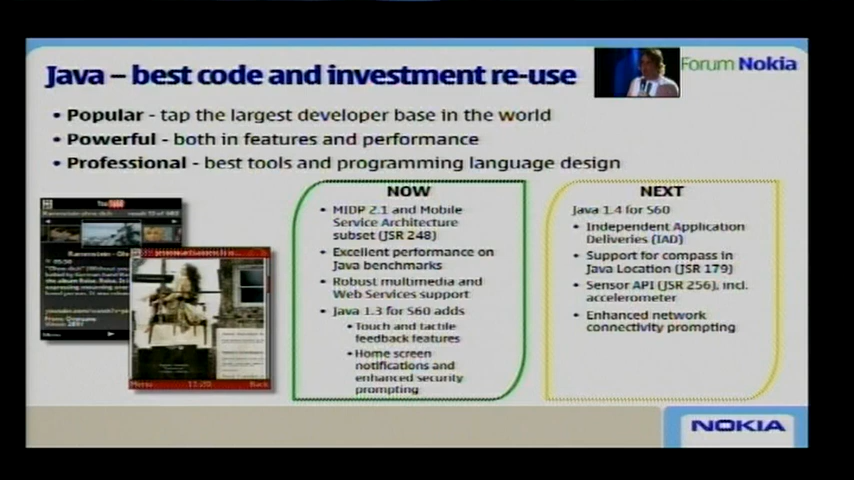 Java – best code and investment re-use
Forum Nokia
• Popular - tap the largest developer base in the world
• Powerful - both in features and performance
• Professional - best tools and programming language design
NOW
• MIDP 2.1 and Mobile
Service Architecture
subset (JSR 248)
• Excellent performance on
Java benchmarks
• Robust multimedia and
Web Services support
• Java 1.3 for S60 adds
• Touch and tactile
feedback features
• Home screen
notifications and
enhanced security
prompting
NEXT
Java 1.4 for S60
• Independent Application
Deliveries (IAD)
• Support for compass in
Java Location (JSR 179)
• Sensor API (JSR 256), incl.
accelerometer
• Enhanced network
connectivity prompting
You Tube
Menu
Back
NOKIA